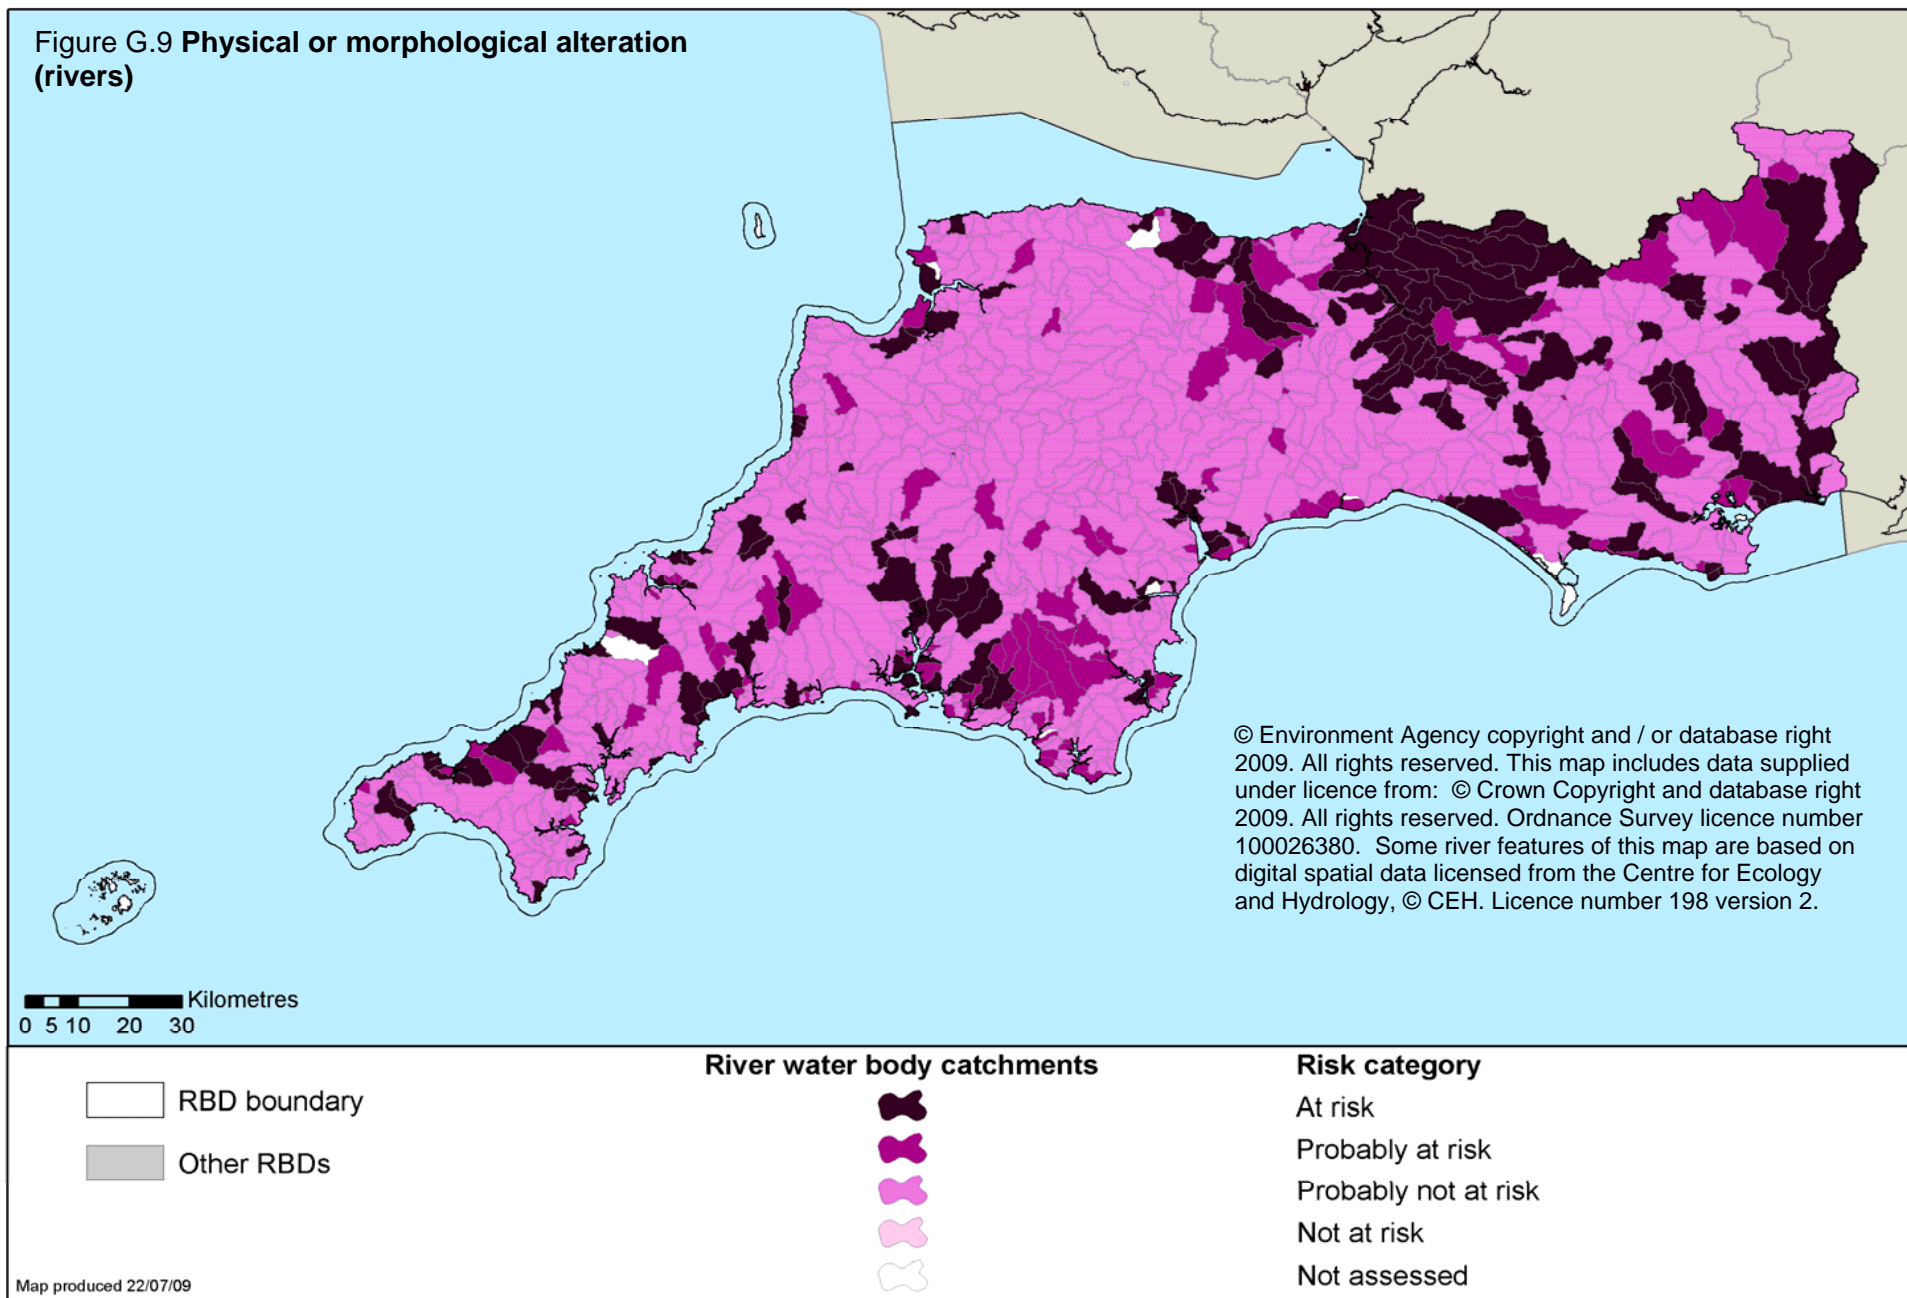 Figure G.9 Physical or morphological alteration
(rivers)
© Environment Agency copyright and / or database right
2009. All rights reserved. This map includes data supplied
under licence from: © Crown Copyright and database right
2009. All rights reserved. Ordnance Survey licence number
100026380. Some river features of this map are based on
digital spatial data licensed from the Centre for Ecology
and Hydrology, © CEH. Licence number 198 version 2.
Kilometres
0 5 10 20 30
River water body catchments
Risk category
RBD boundary
Other RBDs
At risk
Probably at risk
Probably not at risk
Not at risk
Not assessed
Map produced 22/07/09